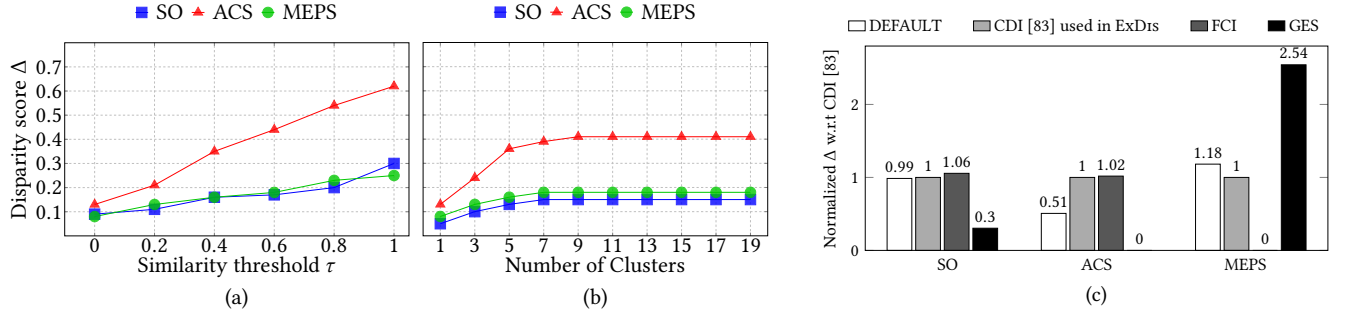 SO ACS MEPS
Disparity score Δ
0.7
0.6
0.5
0.4
0.3
0.2
0.1
0 0.2 0.4 0.6 0.8 1
Similarity threshold τ
(a)
SO ACS MEPS
1 3 5 7 9 11 13 15 17 19
Number of Clusters
(b)
DEFAULT CDI [83] used in ExDis FCI GES
Normalized Δ w.r.t CDI [83]
2
1
0
0.99 1 1.06 0.3
0.51 1 1.02 0
1.18 1 0 2.54
SO ACS MEPS
(c)